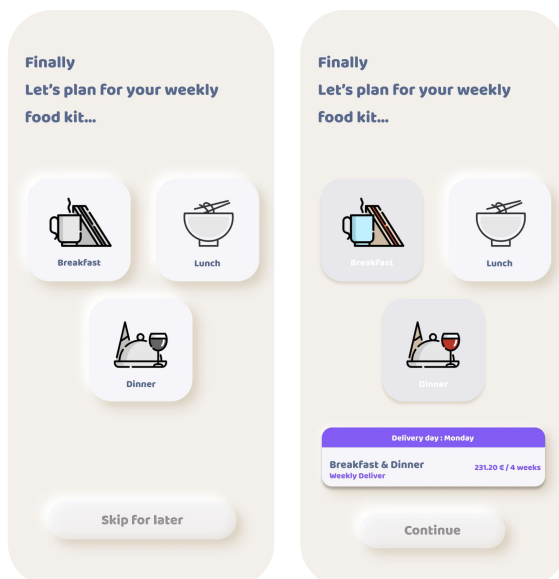 Finally
Let's plan for your weekly
food kit...
Breakfast
Lunch
Dinner
Skip for later
Finally
Let's plan for your weekly
food kit...
Breakfast
Lunch
Dinner
Delivery day : Monday
Breakfast & Dinner
231.20 € / 4 weeks
Weekly Deliver
Continue